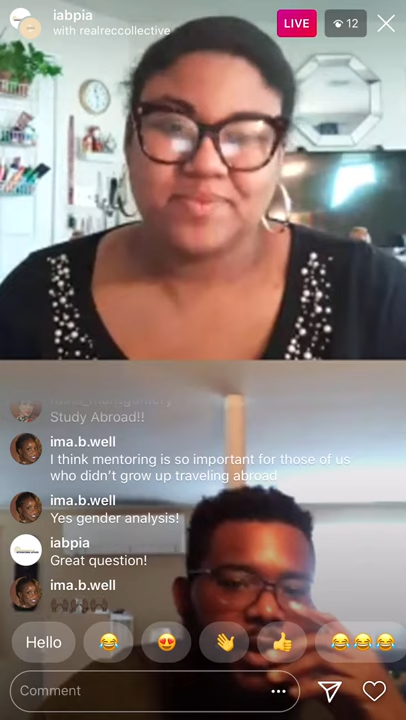 iabpia
with realreccollective
LIVE
12
Study Abroad!!
ima.b.well
I think mentoring is so important for those of us
who didn't grow up traveling abroad
ima.b.well
Yes gender analysis!
iabpia
Great question!
ima.b.well
🙌🏿🙌🏿🙌🏿🙌🏿
Hello 😂 😍 👋 👍 😂😂😂
Comment